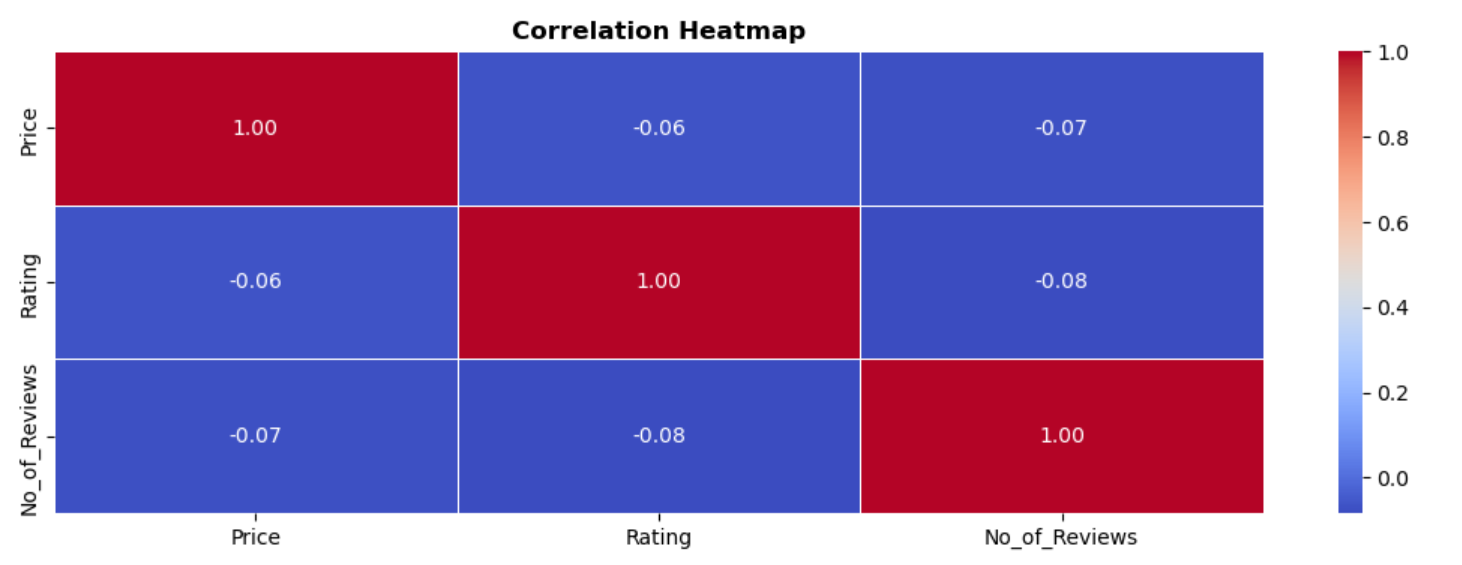 Correlation Heatmap
Price
1.00
-0.06
-0.07
Rating
-0.06
1.00
-0.08
No_of_Reviews
-0.07
-0.08
1.00
Price
Rating
No_of_Reviews
1.0
0.8
0.6
0.4
0.2
0.0